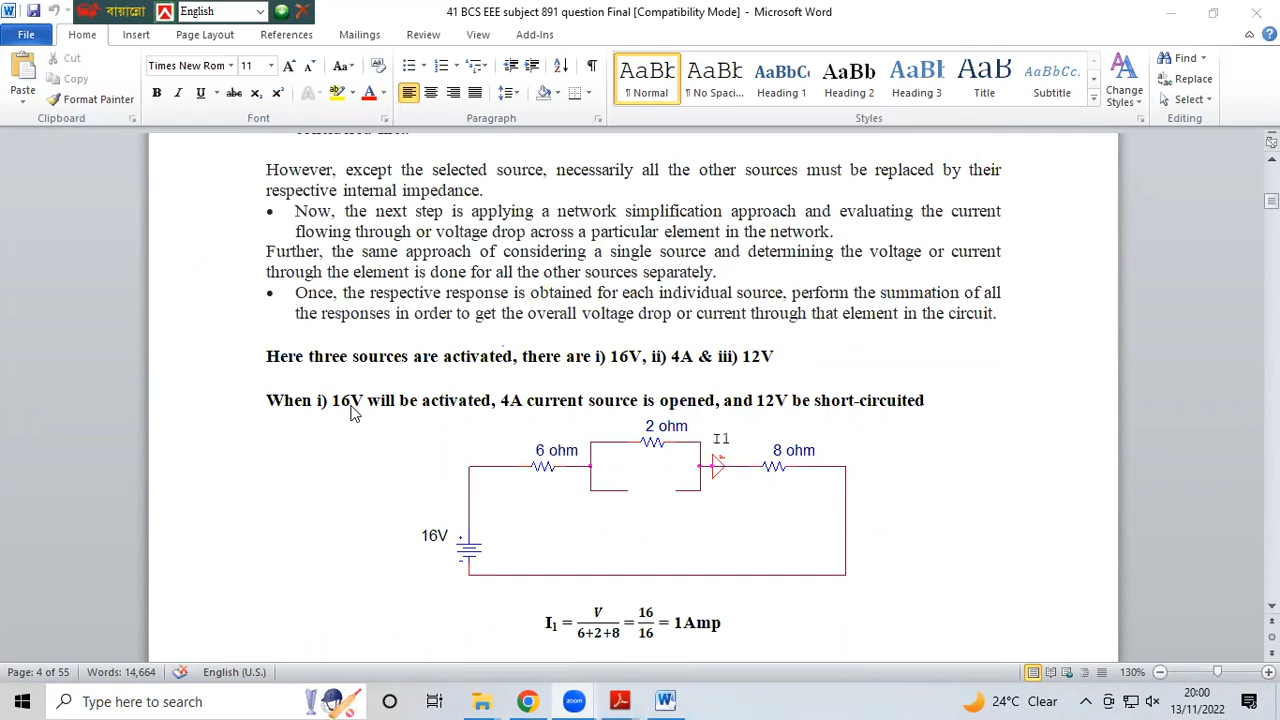 বায়ান্নো
English
41 BCS EEE subject 891 question Final [Compatibility Mode] - Microsoft Word
File Home Insert Page Layout References Mailings Review View Add-Ins
Paste
Cut
Copy
Format Painter
Clipboard
Times New Rom 11
Font
Paragraph
AaBb AaBb AaBbCc AaBbCc AaBbC AaBb AaBbCc.
¶ Normal ¶ No Spaci... Heading 1 Heading 2 Heading 3 Title Subtitle
Styles
Change Styles
Find
Replace
Select
Editing
However, except the selected source, necessarily all the other sources must be replaced by their
respective internal impedance.
• Now, the next step is applying a network simplification approach and evaluating the current
flowing through or voltage drop across a particular element in the network.
Further, the same approach of considering a single source and determining the voltage or current
through the element is done for all the other sources separately.
• Once, the respective response is obtained for each individual source, perform the summation of all
the responses in order to get the overall voltage drop or current through that element in the circuit.
Here three sources are activated, there are i) 16V, ii) 4A & iii) 12V
When i) 16V will be activated, 4A current source is opened, and 12V be short-circuited
2 ohm
I1
6 ohm
8 ohm
+
16V
-
I₁ = V/6+2+8 = 16/16 = 1Amp
Page: 4 of 55 Words: 14,664 English (U.S.) 130%
Type here to search
zoom
24°C Clear
20:00
13/11/2022